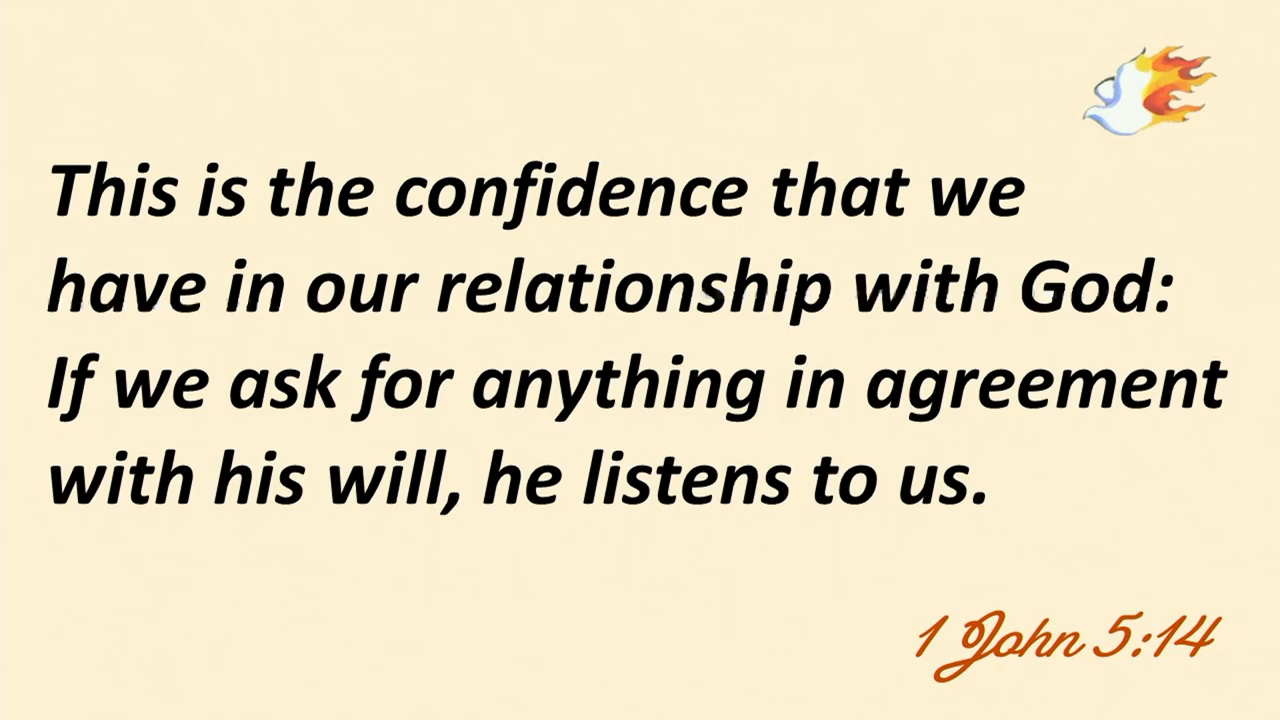 This is the confidence that we
have in our relationship with God:
If we ask for anything in agreement
with his will, he listens to us.
1 John 5:14